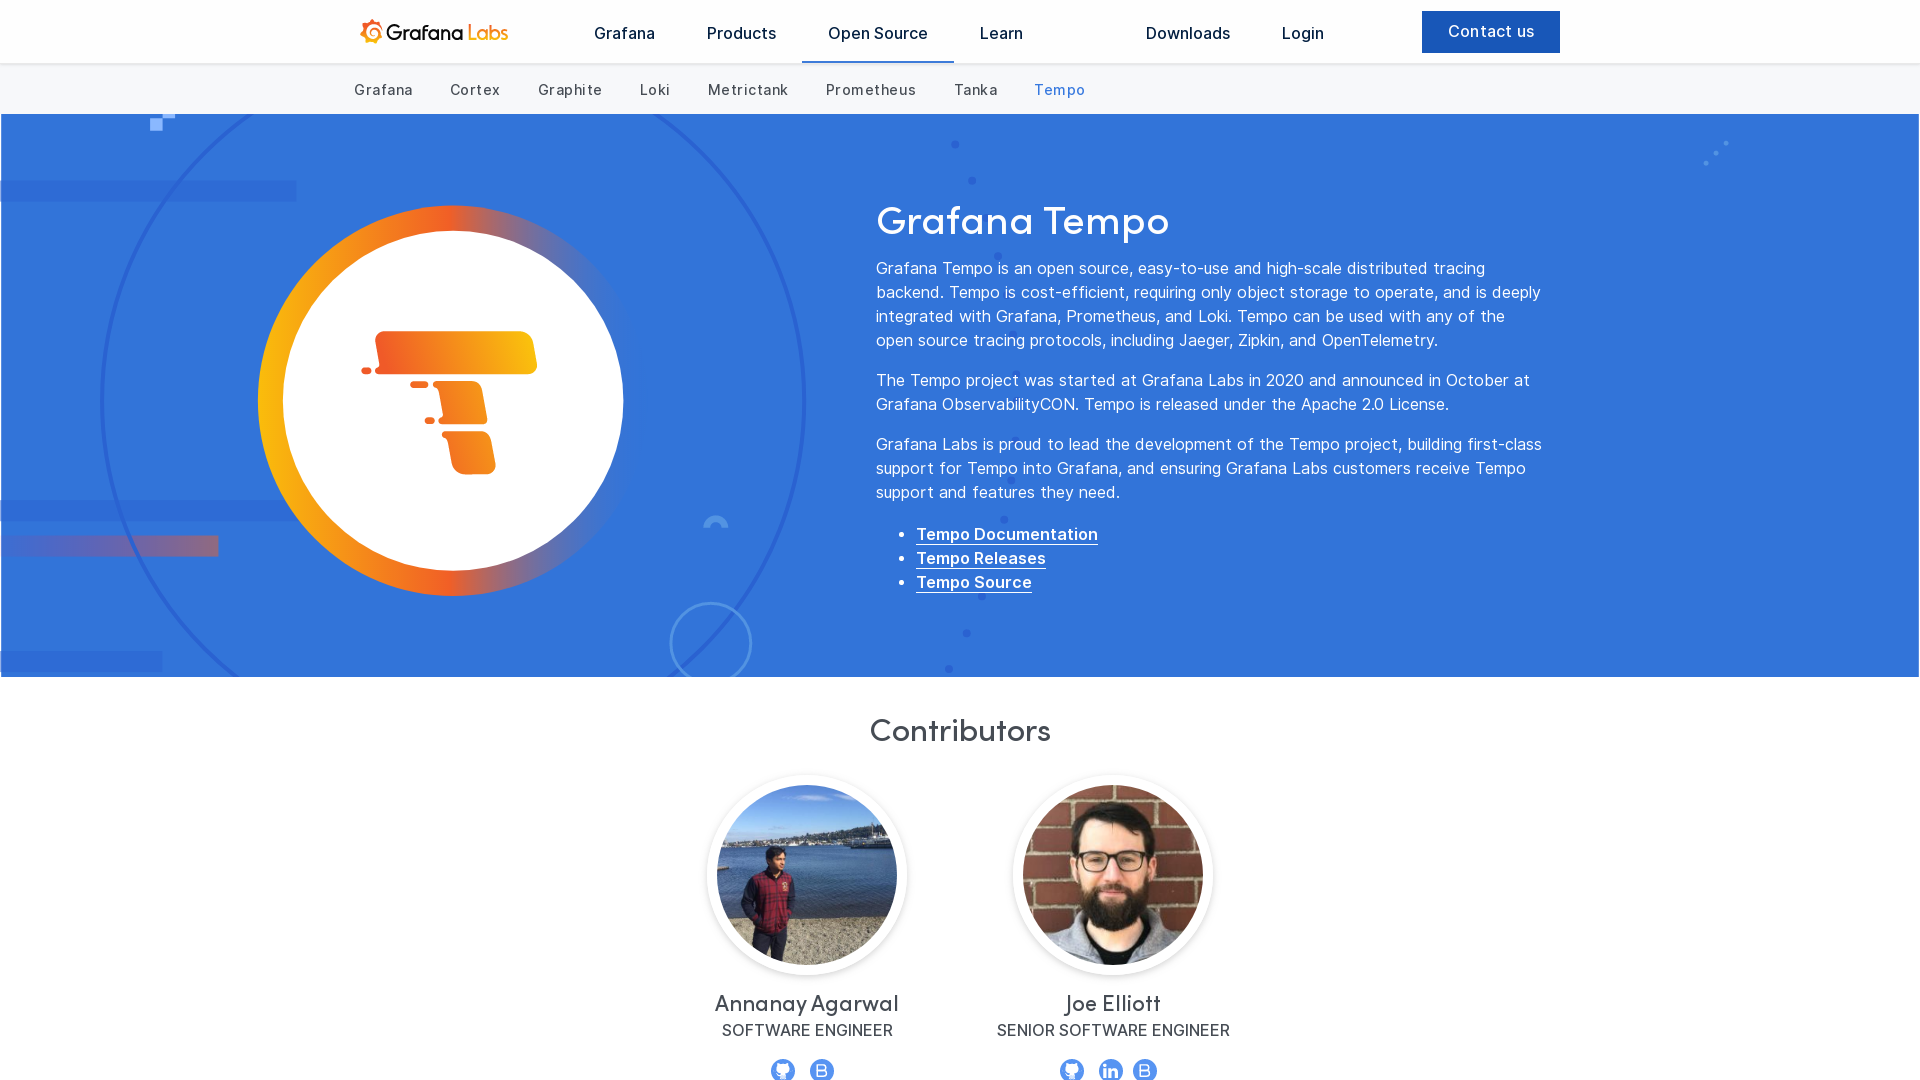 Grafana Labs
Grafana
Products
Open Source
Learn
Downloads
Login
Contact us
Grafana
Cortex
Graphite
Loki
Metrictank
Prometheus
Tanka
Tempo
Grafana Tempo
Grafana Tempo is an open source, easy-to-use and high-scale distributed tracing
backend. Tempo is cost-efficient, requiring only object storage to operate, and is deeply
integrated with Grafana, Prometheus, and Loki. Tempo can be used with any of the
open source tracing protocols, including Jaeger, Zipkin, and OpenTelemetry.
The Tempo project was started at Grafana Labs in 2020 and announced in October at
Grafana ObservabilityCON. Tempo is released under the Apache 2.0 License.
Grafana Labs is proud to lead the development of the Tempo project, building first-class
support for Tempo into Grafana, and ensuring Grafana Labs customers receive Tempo
support and features they need.
Tempo Documentation
Tempo Releases
Tempo Source
Contributors
Annanay Agarwal
SOFTWARE ENGINEER
Joe Elliott
SENIOR SOFTWARE ENGINEER